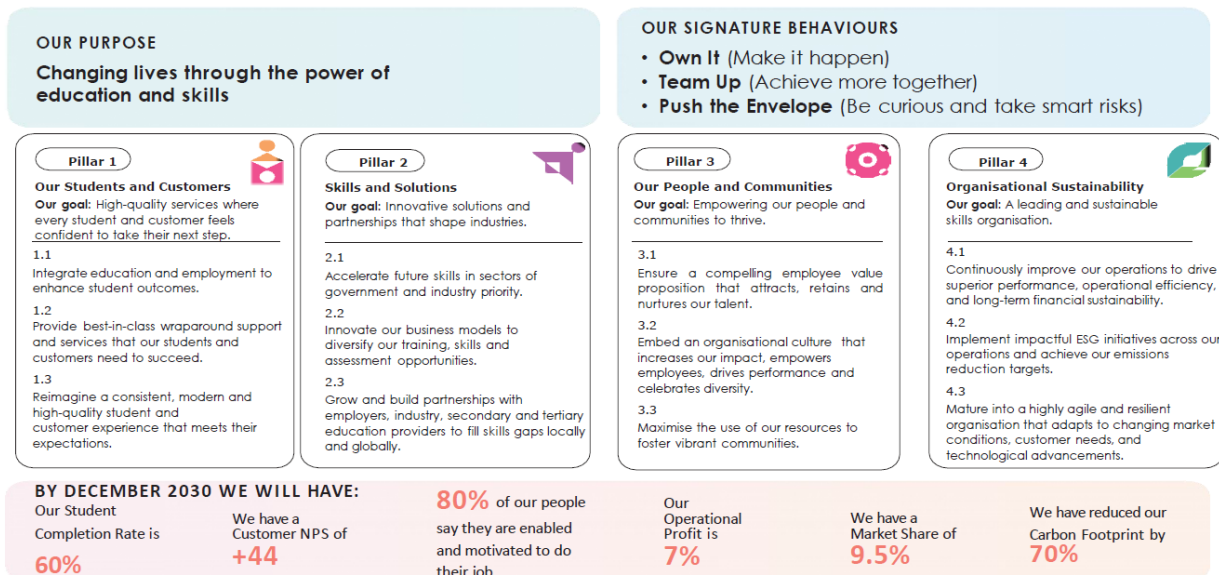 OUR PURPOSE
Changing lives through the power of
education and skills
OUR SIGNATURE BEHAVIOURS
• Own It (Make it happen)
• Team Up (Achieve more together)
• Push the Envelope (Be curious and take smart risks)
Pillar 1
Our Students and Customers
Our goal: High-quality services where
every student and customer feels
confident to take their next step.
1.1
Integrate education and employment to
enhance student outcomes.
1.2
Provide best-in-class wraparound support
and services that our students and
customers need to succeed.
1.3
Reimagine a consistent, modern and
high-quality student and
customer experience that meets their
expectations.
Pillar 2
Skills and Solutions
Our goal: Innovative solutions and
partnerships that shape industries.
2.1
Accelerate future skills in sectors of
government and industry priority.
2.2
Innovate our business models to
diversify our training, skills and
assessment opportunities.
2.3
Grow and build partnerships with
employers, industry, secondary and tertiary
education providers to fill skills gaps locally
and globally.
Pillar 3
Our People and Communities
Our goal: Empowering our people and
communities to thrive.
3.1
Ensure a compelling employee value
proposition that attracts, retains and
nurtures our talent.
3.2
Embed an organisational culture that
increases our impact, empowers
employees, drives performance and
celebrates diversity.
3.3
Maximise the use of our resources to
foster vibrant communities.
Pillar 4
Organisational Sustainability
Our goal: A leading and sustainable
skills organisation.
4.1
Continuously improve our operations to drive
superior performance, operational efficiency,
and long-term financial sustainability.
4.2
Implement impactful ESG initiatives across our
operations and achieve our emissions
reduction targets.
4.3
Mature into a highly agile and resilient
organisation that adapts to changing market
conditions, customer needs, and
technological advancements.
BY DECEMBER 2030 WE WILL HAVE:
Our Student
Completion Rate is
60%
We have a
Customer NPS of
+44
80% of our people
say they are enabled
and motivated to do
their job
Our
Operational
Profit is
7%
We have a
Market Share of
9.5%
We have reduced our
Carbon Footprint by
70%